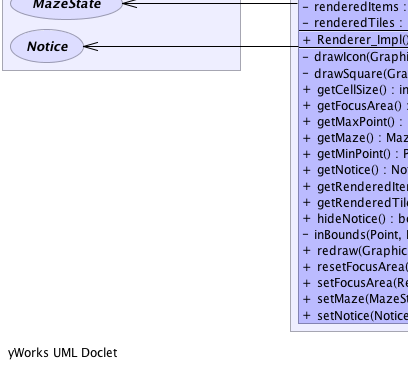 MazeState
Notice
- renderedItems :
- renderedTiles :
+ Renderer_Impl()
- drawIcon(Graphi
- drawSquare(Gra
+ getCellSize() : in
+ getFocusArea() :
+ getMaxPoint() :
+ getMaze() : Maz
+ getMinPoint() : P
+ getNotice() : Not
+ getRenderedIter
+ getRenderedTile
+ hideNotice() : bo
- inBounds(Point, 
+ redraw(Graphic
+ resetFocusArea(
+ setFocusArea(Re
+ setMaze(MazeSt
+ setNotice(Notice
yWorks UML Doclet